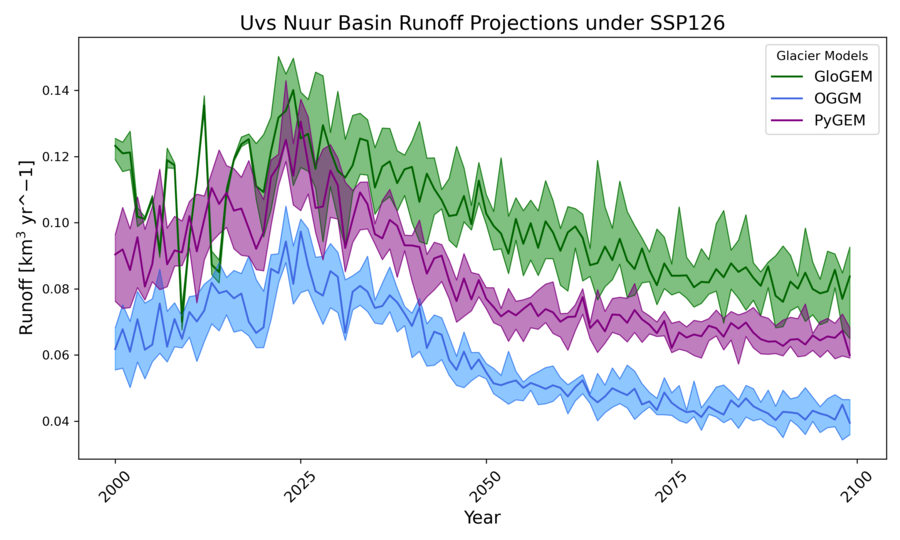 Uvs Nuur Basin Runoff Projections under SSP126
Glacier Models
GloGEM
OGGM
PyGEM
Runoff [km³ yr^−1]
0.14
0.12
0.10
0.08
0.06
0.04
2000
2025
2050
2075
2100
Year